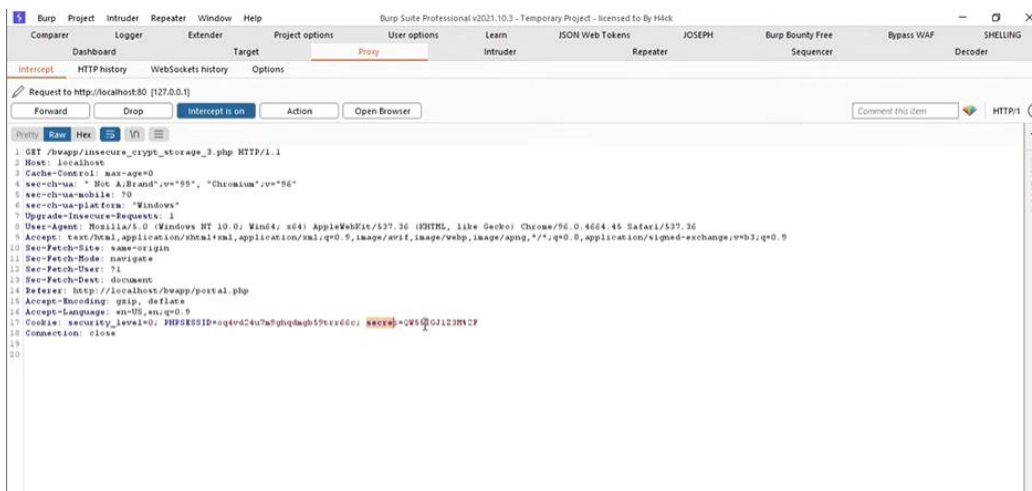 Burp Project Intruder Repeater Window Help Burp Suite Professional v2021.10.3 - Temporary Project - licensed to By H4ck
Comparer Logger Extender Project options User options Learn JSON Web Tokens JOSEPH Burp Bounty Free Bypass WAF SHELLING
Dashboard Target Proxy Intruder Repeater Sequencer Decoder
Intercept HTTP history WebSockets history Options
Request to http://localhost:80 [127.0.0.1]
Forward Drop Intercept is on Action Open Browser Comment this item HTTP/1
Pretty Raw Hex \n
1 GET /bwapp/insecure_crypt_storage_3.php HTTP/1.1
2 Host: localhost
3 Cache-Control: max-age=0
4 sec-ch-ua: " Not A;Brand";v="99", "Chromium";v="96"
5 sec-ch-ua-mobile: ?0
6 sec-ch-ua-platform: "Windows"
7 Upgrade-Insecure-Requests: 1
8 User-Agent: Mozilla/5.0 (Windows NT 10.0; Win64; x64) AppleWebKit/537.36 (KHTML, like Gecko) Chrome/96.0.4664.45 Safari/537.36
9 Accept: text/html,application/xhtml+xml,application/xml;q=0.9,image/avif,image/webp,image/apng,*/*;q=0.8,application/signed-exchange;v=b3;q=0.9
10 Sec-Fetch-Site: same-origin
11 Sec-Fetch-Mode: navigate
12 Sec-Fetch-User: ?1
13 Sec-Fetch-Dest: document
14 Referer: http://localhost/bwapp/portal.php
15 Accept-Encoding: gzip, deflate
16 Accept-Language: en-US,en;q=0.9
17 Cookie: security_level=0;
18 Connection: close
19
20